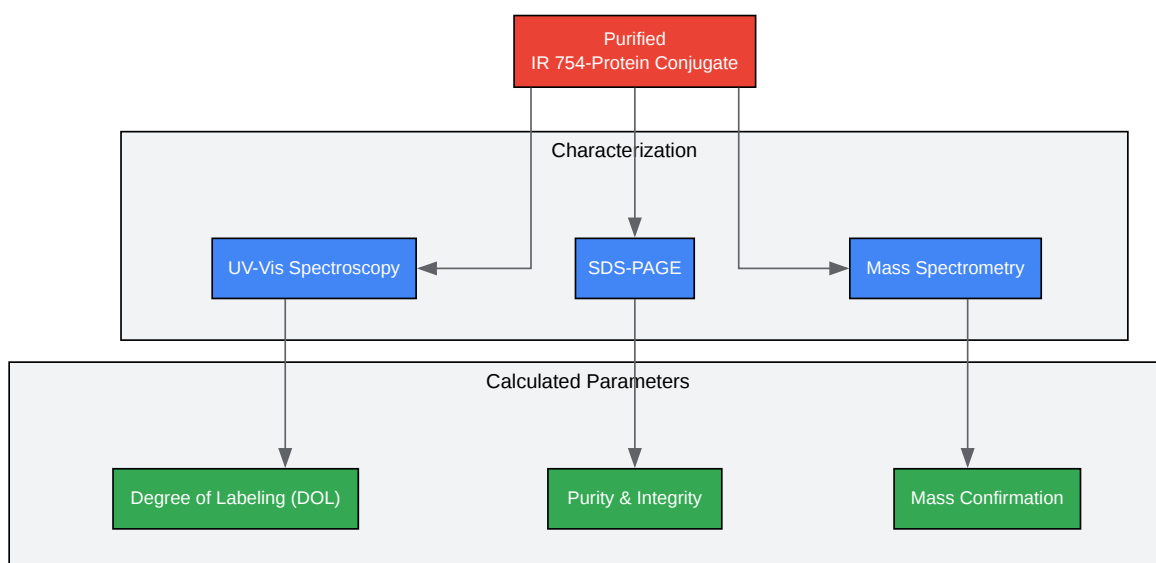 Purified
IR 754-Protein Conjugate
Characterization
UV-Vis Spectroscopy
SDS-PAGE
Mass Spectrometry
Calculated Parameters
Degree of Labeling (DOL)
Purity & Integrity
Mass Confirmation